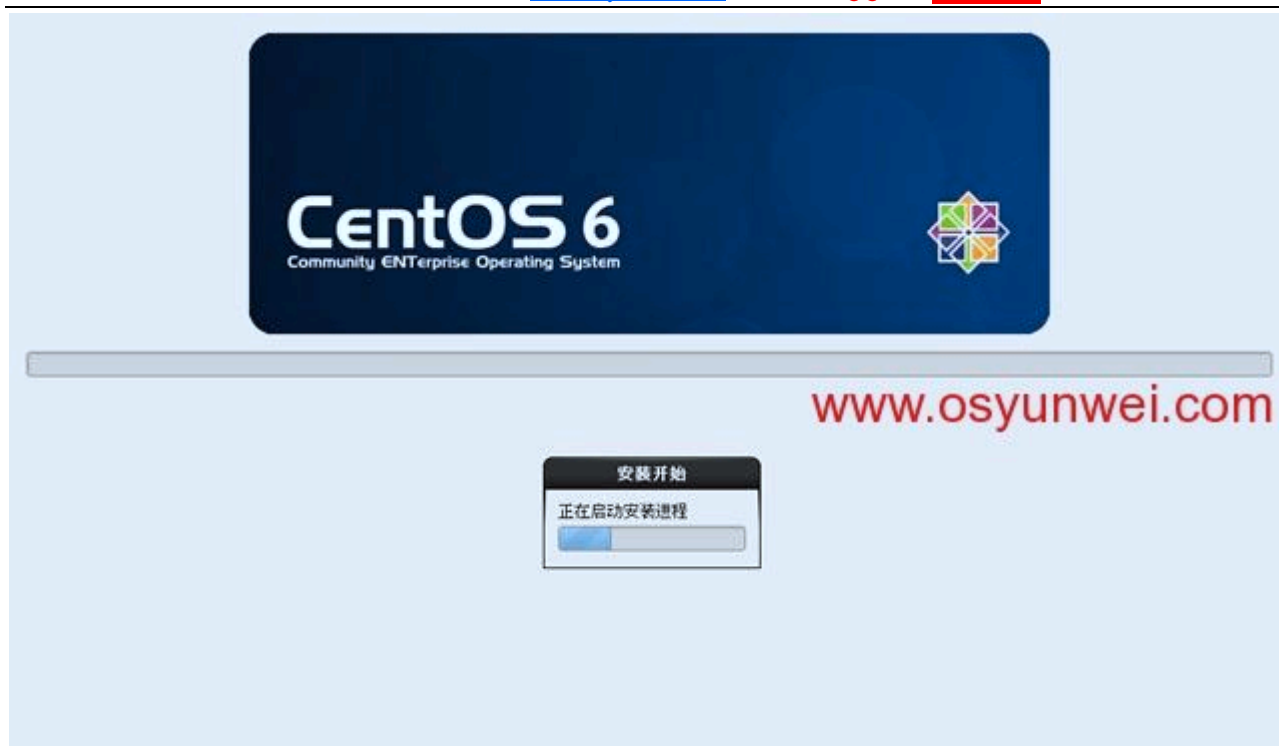 CentOS 6
Community ENTerprise Operating System
www.osyunwei.com
安装开始
正在启动安装进程